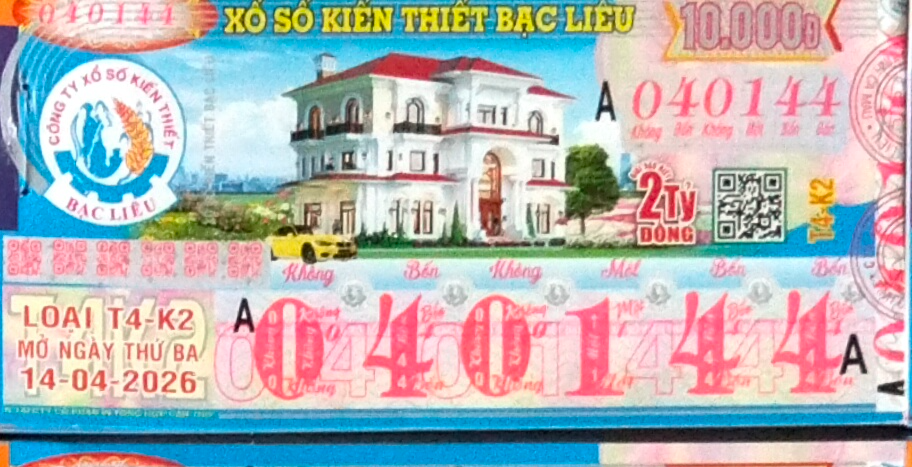 040144
XỔ SỐ KIẾN THIẾT BẠC LIÊU
10.000Đ
CÔNG TY XỔ SỐ KIẾN THIẾT
BẠC LIÊU
A 040144
Không Bốn Không Một Bốn Bốn
2 TỶ
ĐỒNG
T4-K2
Không Bốn Không Một Bốn Bốn
LOẠI T4-K2
MỞ NGÀY THỨ BA
14-04-2026
A 040144 A
A